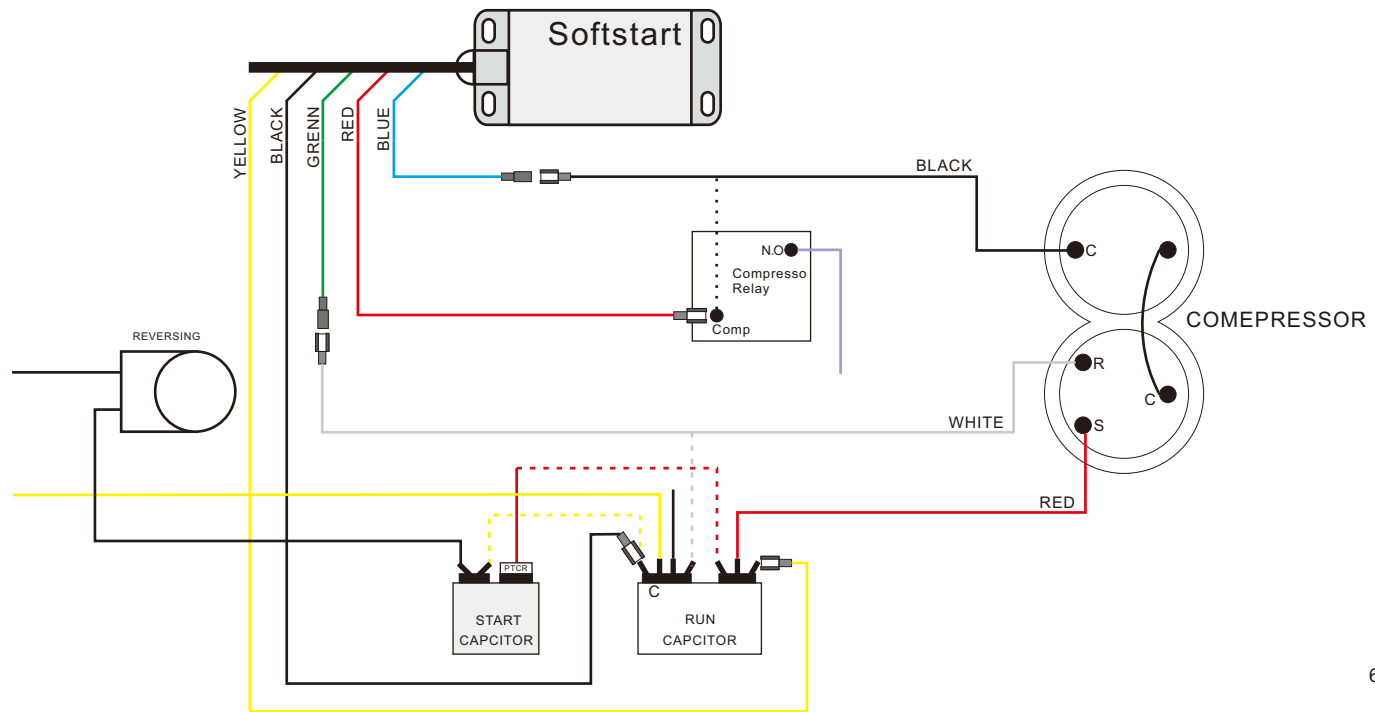 Softstart
YELLOW
BLACK
GRENN
RED
BLUE
BLACK
N.O
Compresso
Relay
Comp
C
COMEPRESSOR
R
C
S
REVERSING
WHITE
RED
PTCR
C
START
CAPCITOR
RUN
CAPCITOR
6